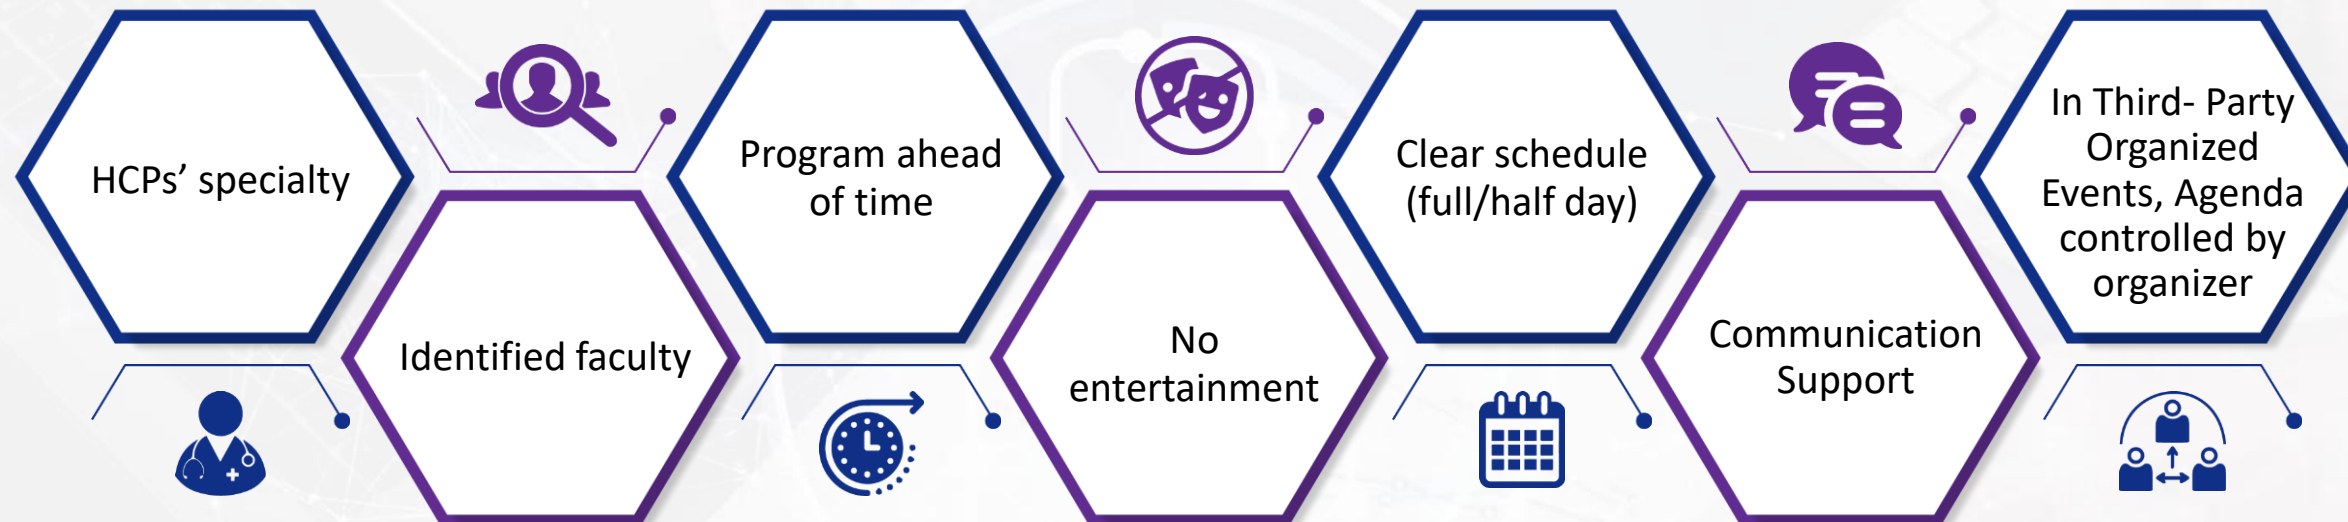 HCPs’ specialty
Identified faculty
Program ahead
of time
No
entertainment
Clear schedule
(full/half day)
Communication
Support
In Third- Party
Organized
Events, Agenda
controlled by
organizer